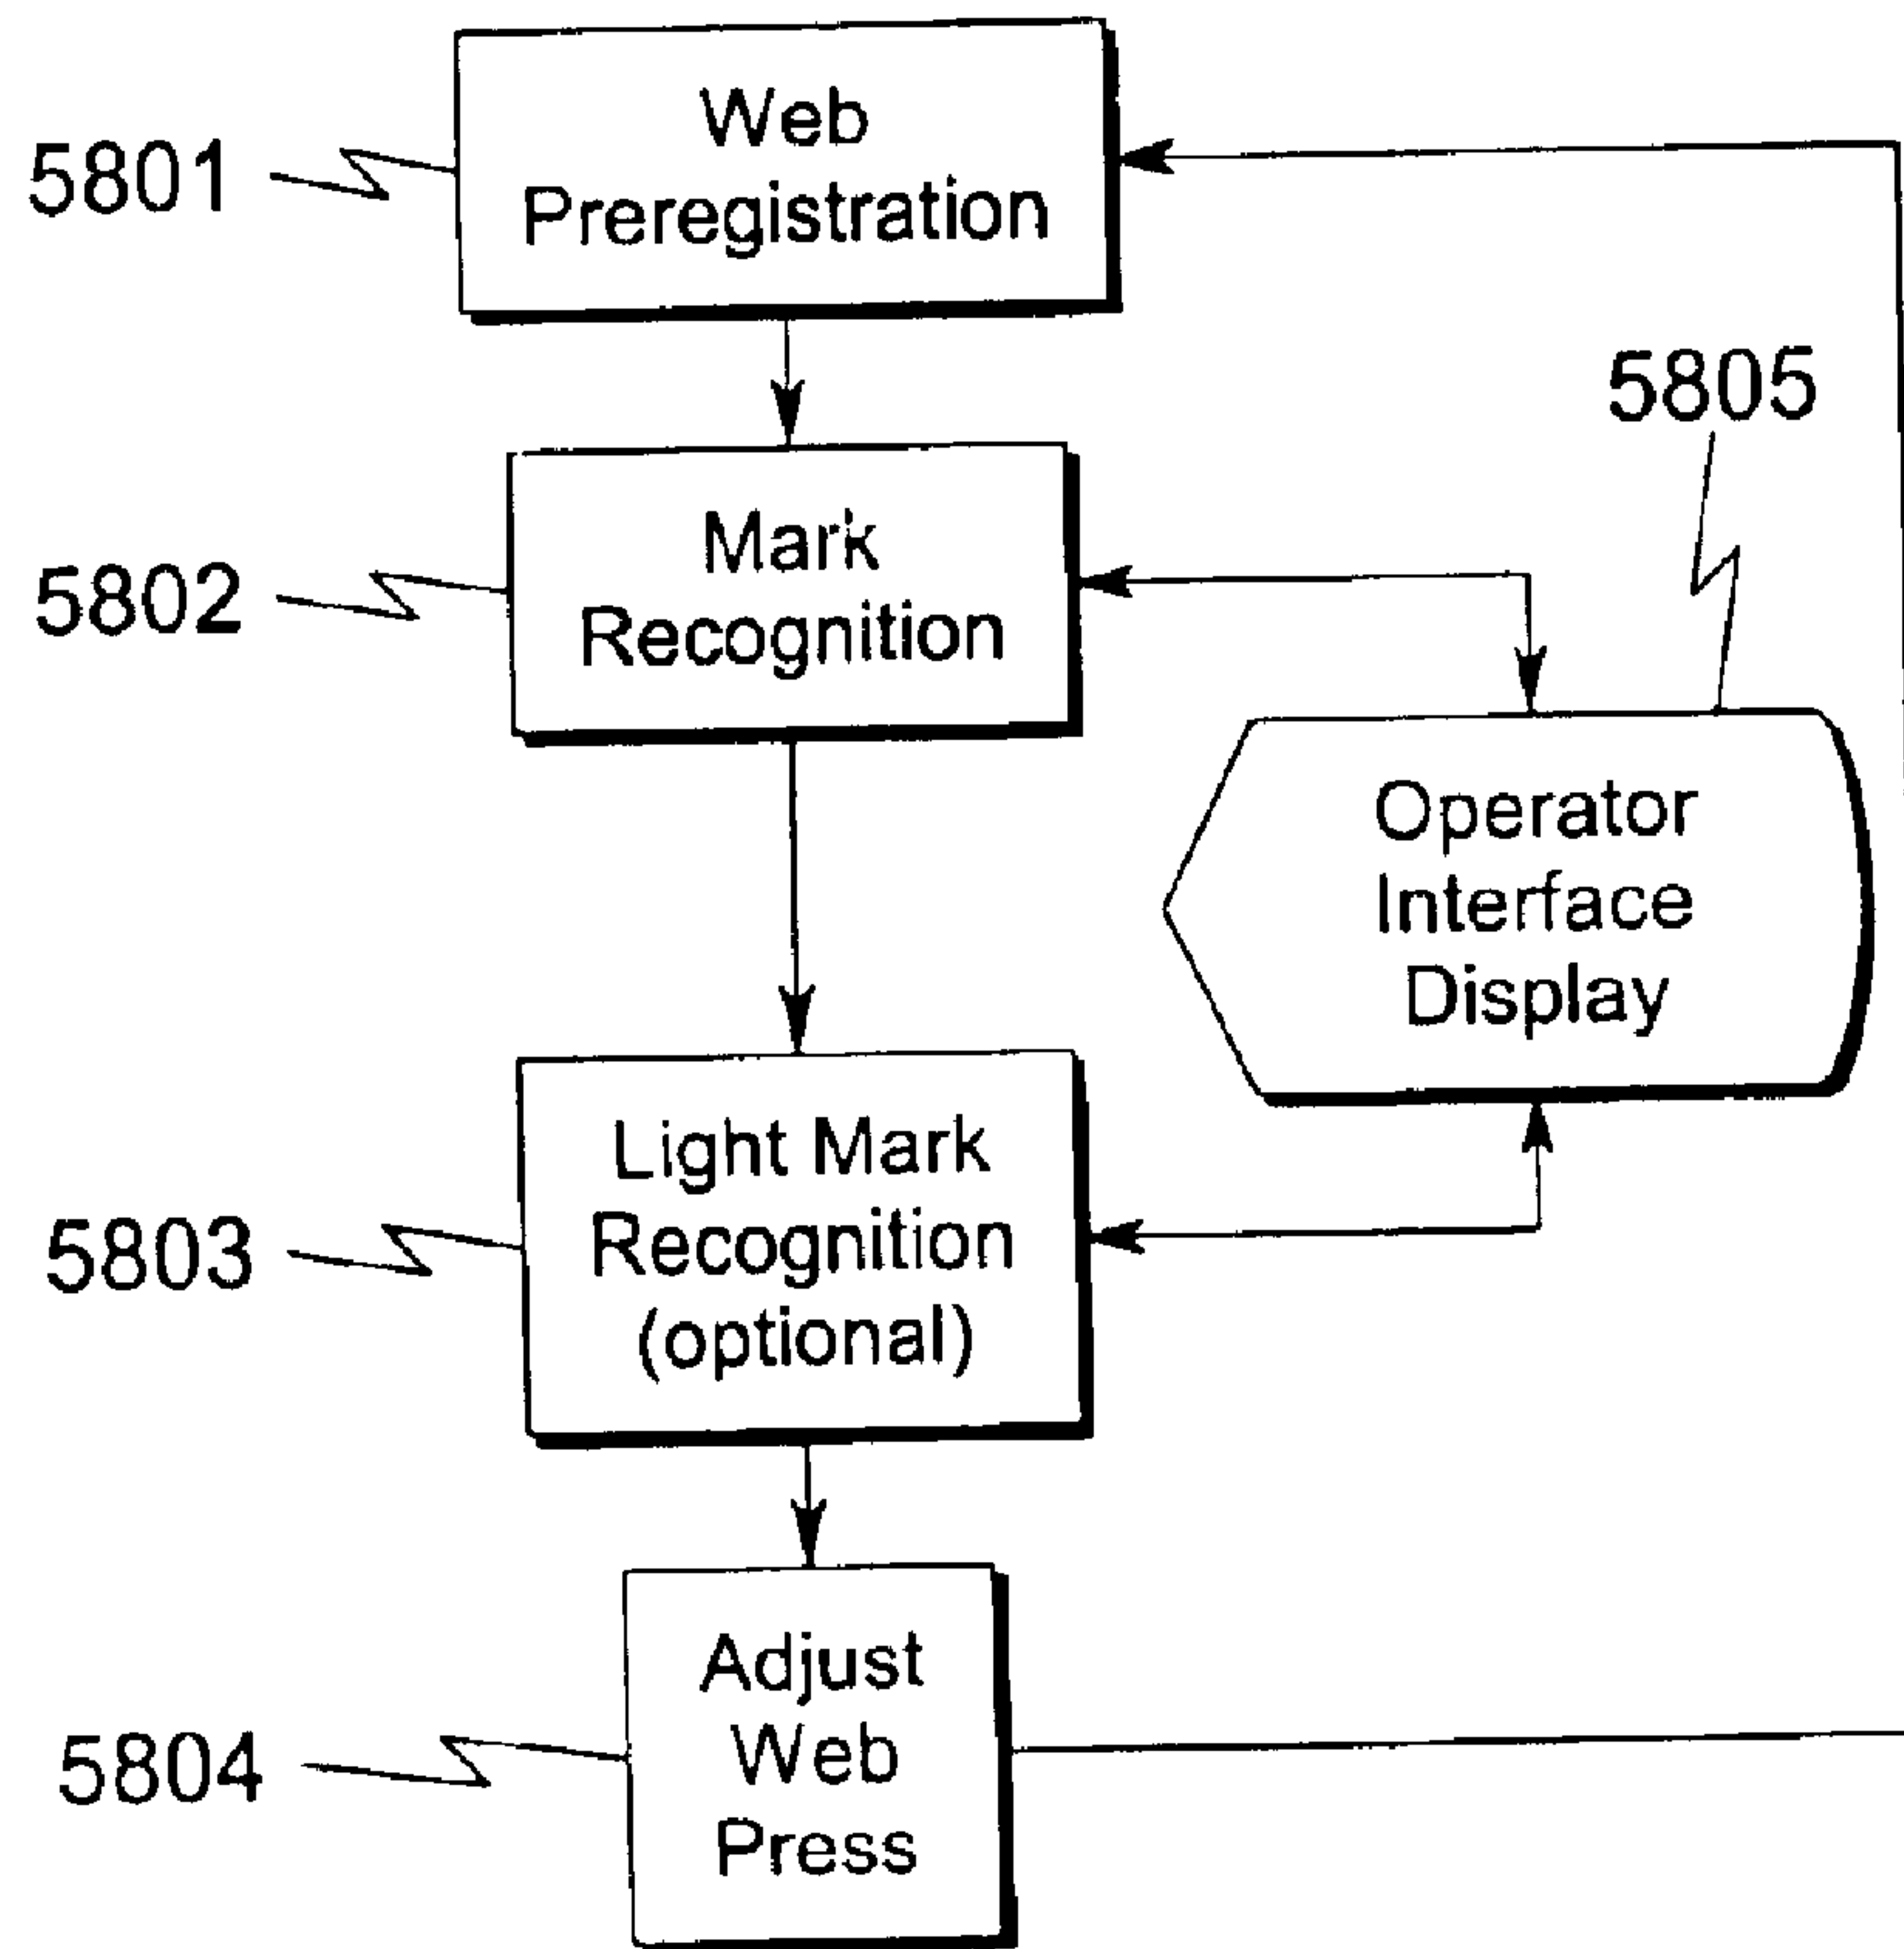 Web
Preregistration
5801
5805
Mark
Recognition
5802
Operator
Interface
Display
Light Mark
Recognition
(optional)
5803
Adjust
Web
Press
5804